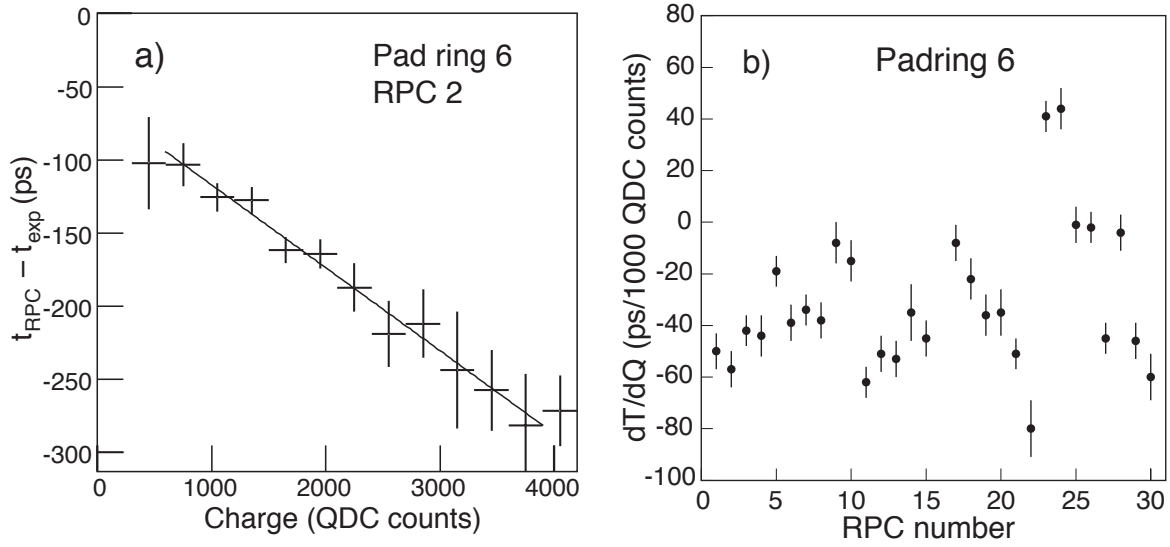 a)
Pad ring 6
RPC 2
0
-50
-100
-150
-200
-250
-300
t_RPC – t_exp (ps)
0 1000 2000 3000 4000
Charge (QDC counts)
b)
Padring 6
80
60
40
20
0
-20
-40
-60
-80
-100
dT/dQ (ps/1000 QDC counts)
0 5 10 15 20 25 30
RPC number